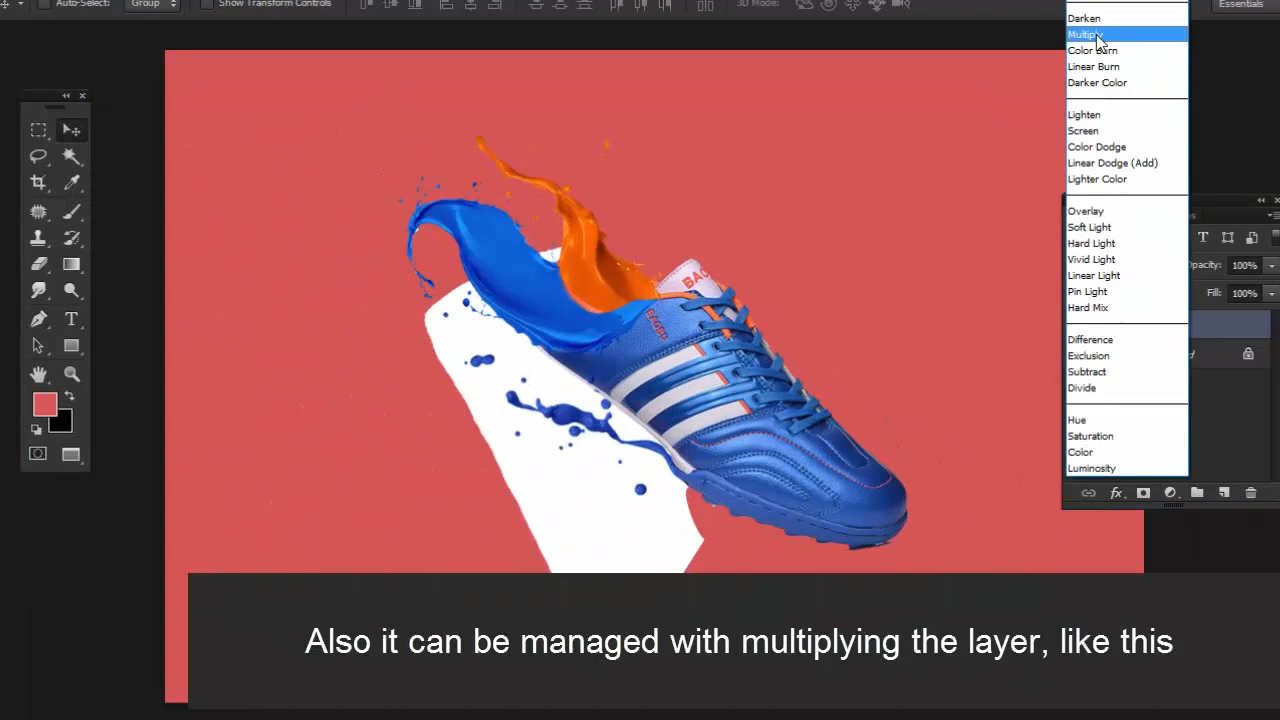 Auto-Select:
Group
Show Transform Controls
3D Mode:
Essentials
Darken
Multiply
Color Burn
Linear Burn
Darker Color
Lighten
Screen
Color Dodge
Linear Dodge (Add)
Lighter Color
Overlay
Soft Light
Hard Light
Vivid Light
Linear Light
Pin Light
Hard Mix
Difference
Exclusion
Subtract
Divide
Hue
Saturation
Color
Luminosity
Opacity: 100%
Fill: 100%
Also it can be managed with multiplying the layer, like this